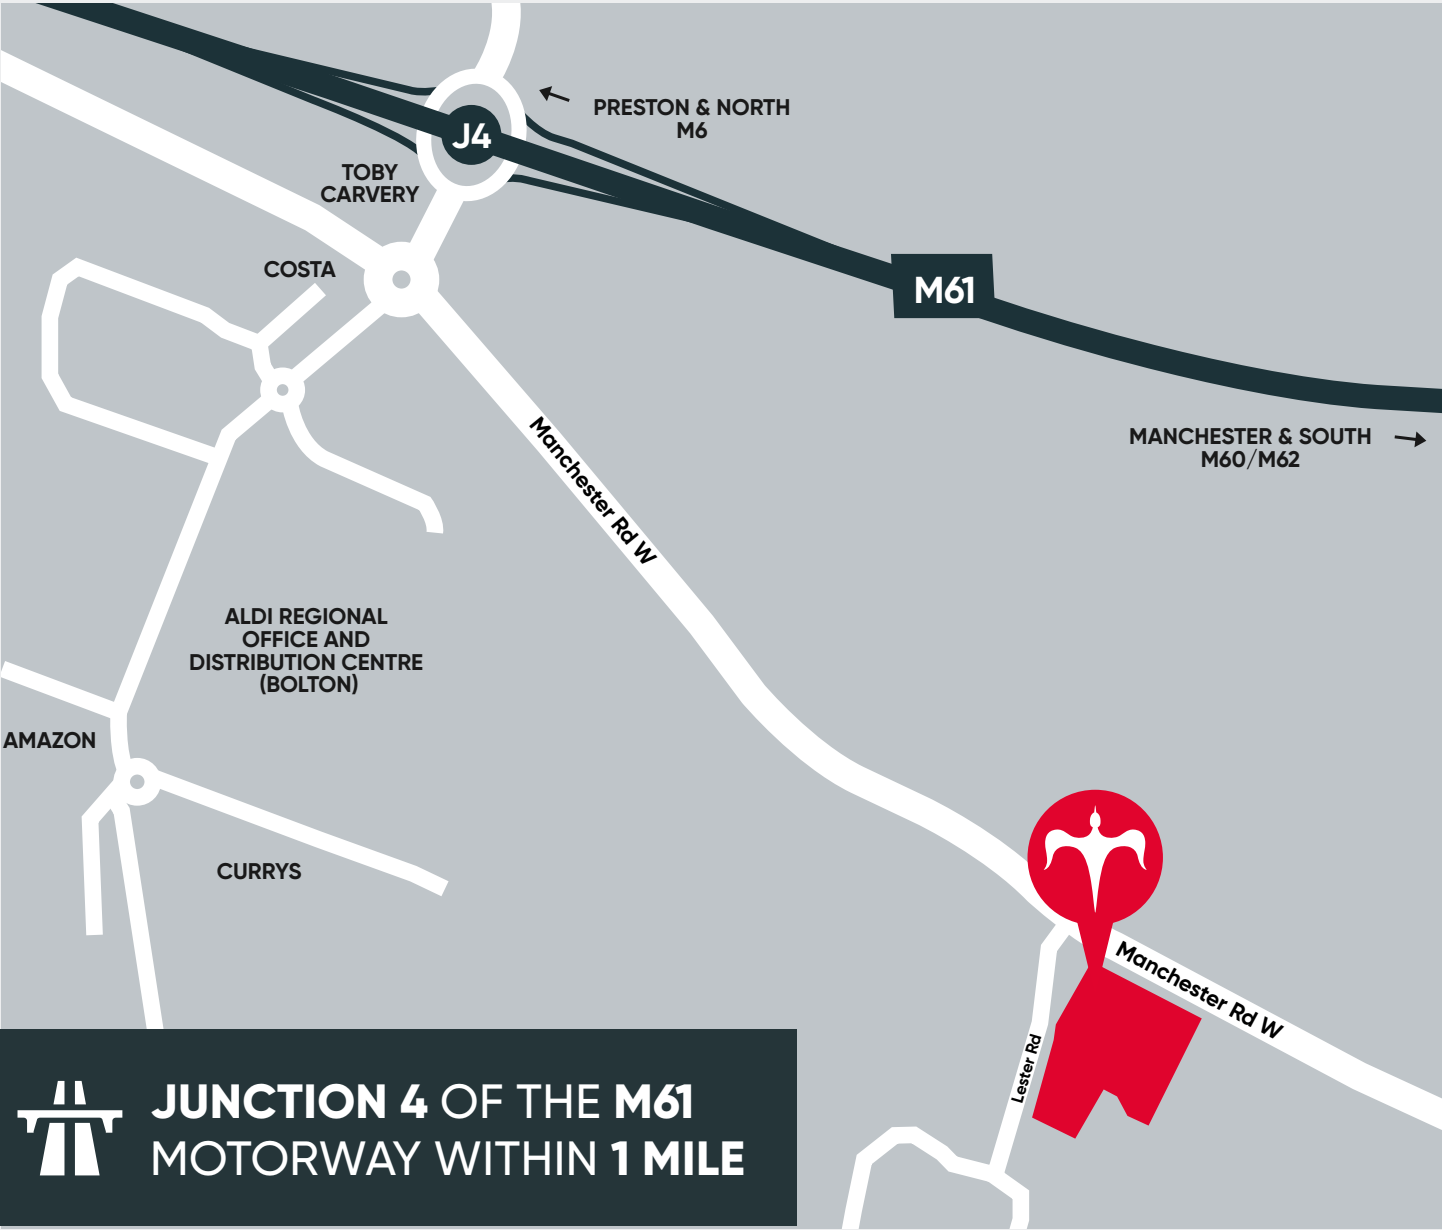 J4
PRESTON & NORTH
M6
TOBY
CARVERY
COSTA
M61
MANCHESTER & SOUTH
M60/M62
Manchester Rd W
ALDI REGIONAL
OFFICE AND
DISTRIBUTION CENTRE
(BOLTON)
AMAZON
CURRYS
Manchester Rd W
Lester Rd
JUNCTION 4 OF THE M61
MOTORWAY WITHIN 1 MILE